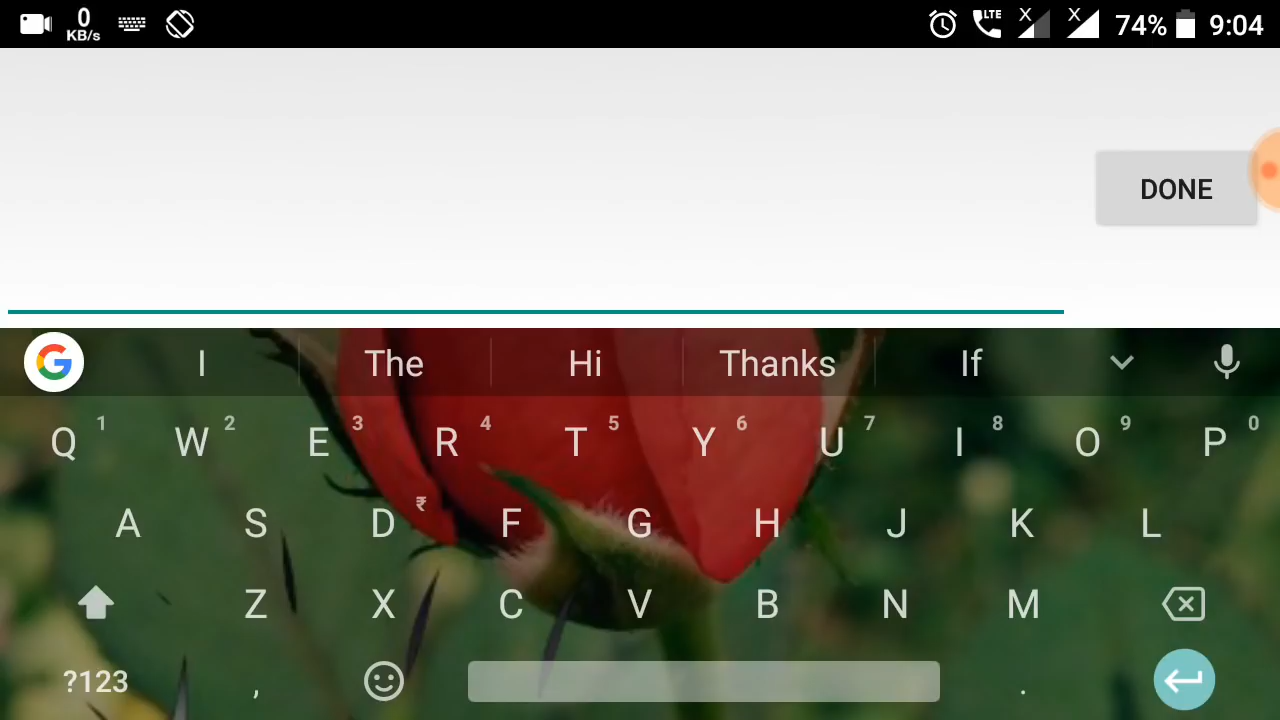 0
KB/s
LTE
X
X
74%
9:04
DONE
G
I
The
Hi
Thanks
If
Q 1 W 2 E 3 R 4 T 5 Y 6 U 7 I 8 O 9 P 0
A S D ₹ F G H J K L
Z X C V B N M
?123 , .